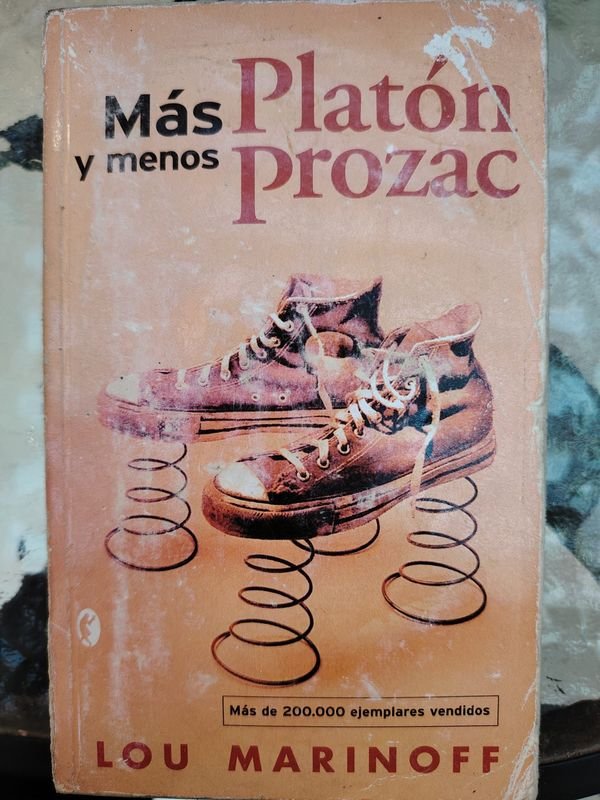 Más Platón
y menos Prozac
Más de 200.000 ejemplares vendidos
LOU MARINOFF